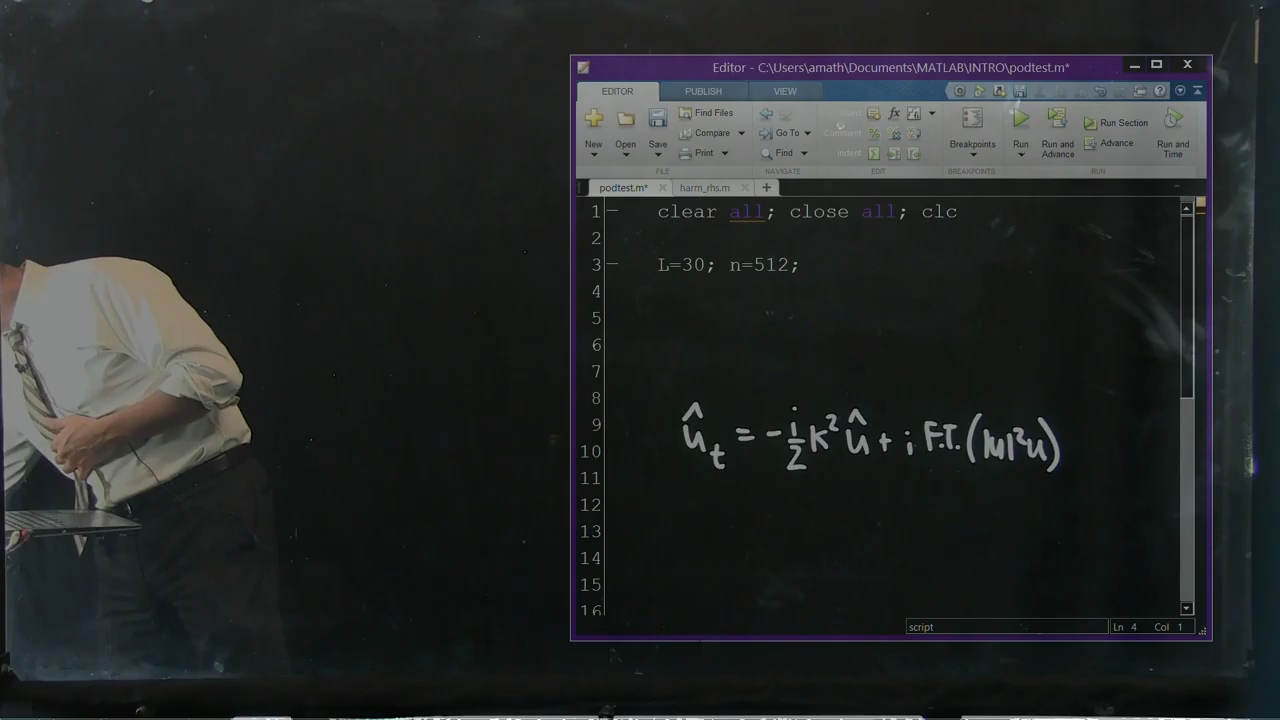 Editor - C:\Users\amath\Documents\MATLAB\INTRO\podtest.m*
EDITOR PUBLISH VIEW
New Open Save Find Files Compare Print Go To Find Comment Indent Breakpoints Run Run and Advance Run Section Advance Run and Time
FILE NAVIGATE EDIT BREAKPOINTS RUN
podtest.m* harm_rhs.m
1 clear all; close all; clc
2
3 L=30; n=512;
4
5
6
7
8
9
10
11
12
13
14
15
16
û_t = -i/2 k² û + i F.T.(|u|²u)
script Ln 4 Col 1